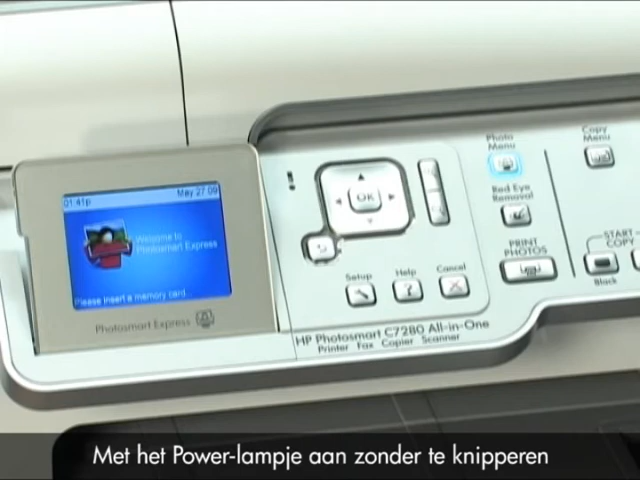 01:41p May 27 09
Welcome to
Photosmart Express
Please insert a memory card.
Photosmart Express
OK
Setup Help Cancel
?
HP Photosmart C7280 All-in-One
Printer Fax Copier Scanner
Photo
Menu
Red Eye
Removal
PRINT
PHOTOS
Copy
Menu
START
COPY
Black
Met het Power-lampje aan zonder te knipperen